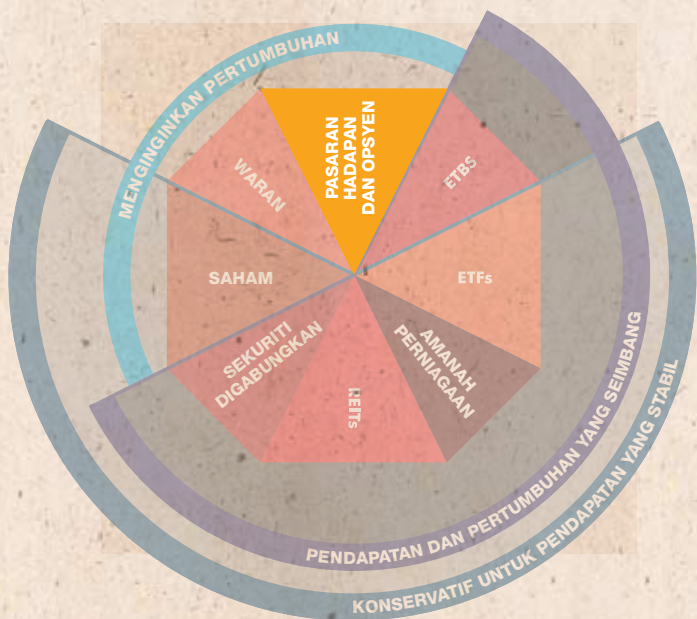 MENGINGINKAN PERTUMBUHAN
PASARAN
HADAPAN
DAN OPSYEN
WARAN
ETBS
SAHAM
ETFs
SEKURITI
DIGABUNGKAN
AMANAH
PERNIAGAAN
REITs
PENDAPATAN DAN PERTUMBUHAN YANG SEIMBANG
KONSERVATIF UNTUK PENDAPATAN YANG STABIL